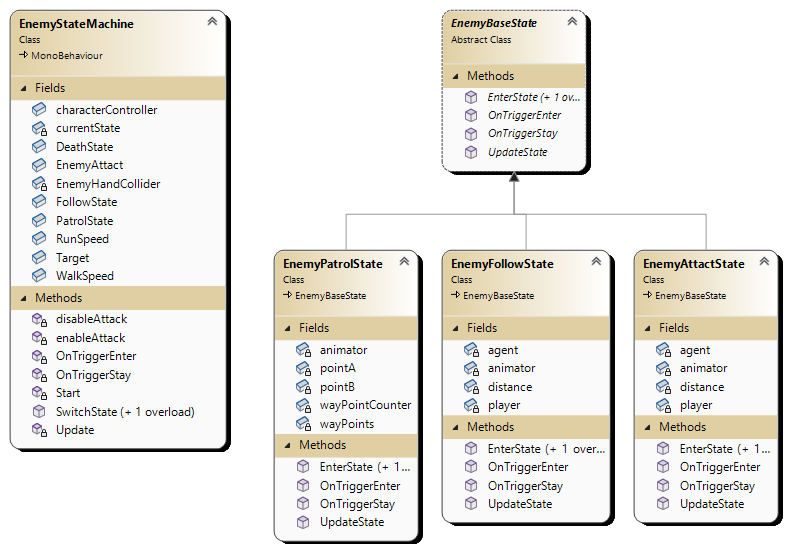 EnemyStateMachine
Class
MonoBehaviour
Fields
characterController
currentState
DeathState
EnemyAttact
EnemyHandCollider
FollowState
PatrolState
RunSpeed
Target
WalkSpeed
Methods
disableAttack
enableAttack
OnTriggerEnter
OnTriggerStay
Start
SwitchState (+ 1 overload)
Update
EnemyBaseState
Abstract Class
Methods
EnterState (+ 1 ov...
OnTriggerEnter
OnTriggerStay
UpdateState
EnemyPatrolState
Class
EnemyBaseState
Fields
animator
pointA
pointB
wayPointCounter
wayPoints
Methods
EnterState (+ 1...
OnTriggerEnter
OnTriggerStay
UpdateState
EnemyFollowState
Class
EnemyBaseState
Fields
agent
animator
distance
player
Methods
EnterState (+ 1 over...
OnTriggerEnter
OnTriggerStay
UpdateState
EnemyAttactState
Class
EnemyBaseState
Fields
agent
animator
distance
player
Methods
EnterState (+ 1...
OnTriggerEnter
OnTriggerStay
UpdateState